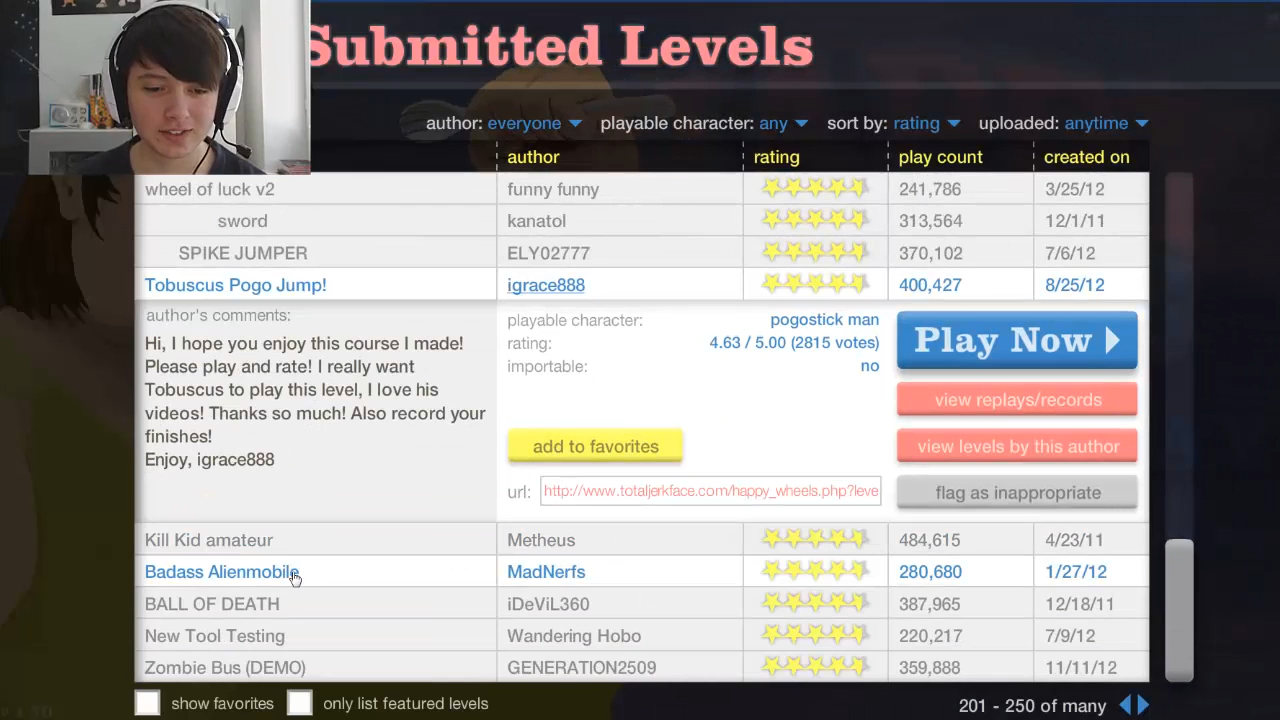 Submitted Levels
author: everyone playable character: any sort by: rating uploaded: anytime
author rating play count created on
wheel of luck v2 funny funny 241,786 3/25/12
sword kanatol 313,564 12/1/11
SPIKE JUMPER ELY02777 370,102 7/6/12
Tobuscus Pogo Jump! igrace888 400,427 8/25/12
author's comments:
Hi, I hope you enjoy this course I made!
Please play and rate! I really want
Tobuscus to play this level, I love his
videos! Thanks so much! Also record your
finishes!
Enjoy, igrace888
playable character: pogostick man
rating: 4.63 / 5.00 (2815 votes)
importable: no
add to favorites
url: http://www.totaljerkface.com/happy_wheels.php?leve
Play Now
view replays/records
view levels by this author
flag as inappropriate
Kill Kid amateur Metheus 484,615 4/23/11
Badass Alienmobile MadNerfs 280,680 1/27/12
BALL OF DEATH iDeViL360 387,965 12/18/11
New Tool Testing Wandering Hobo 220,217 7/9/12
Zombie Bus (DEMO) GENERATION2509 359,888 11/11/12
show favorites only list featured levels 201 - 250 of many